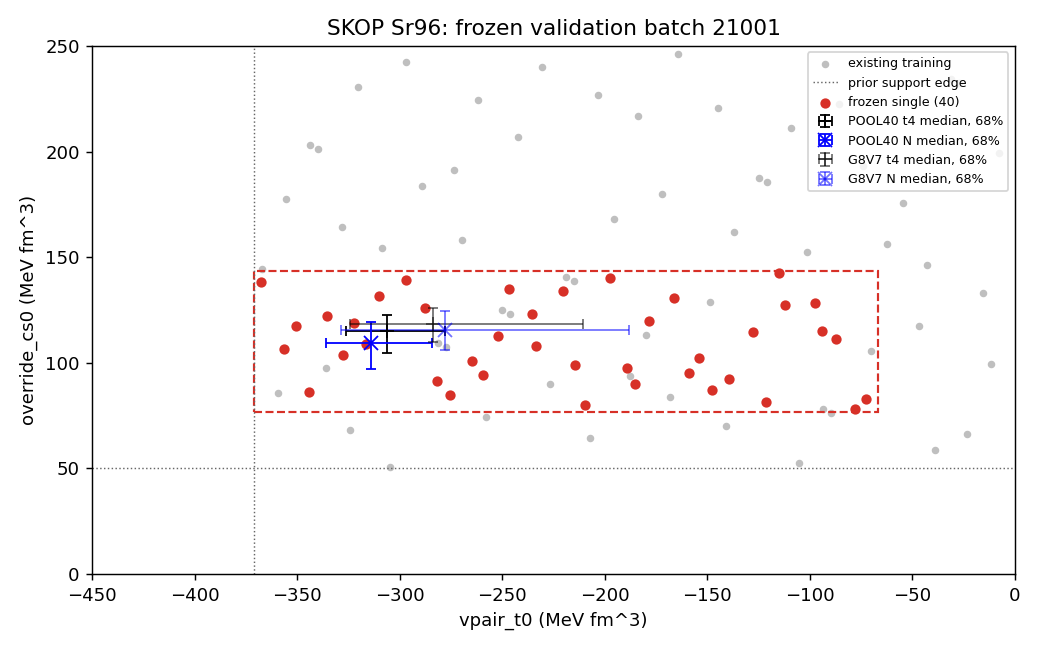 SKOP Sr96: frozen validation batch 21001
override_cs0 (MeV fm^3)
250
200
150
100
50
0
existing training
prior support edge
frozen single (40)
POOL40 t4 median, 68%
POOL40 N median, 68%
G8V7 t4 median, 68%
G8V7 N median, 68%
−450
−400
−350
−300
−250
−200
−150
−100
−50
0
vpair_t0 (MeV fm^3)